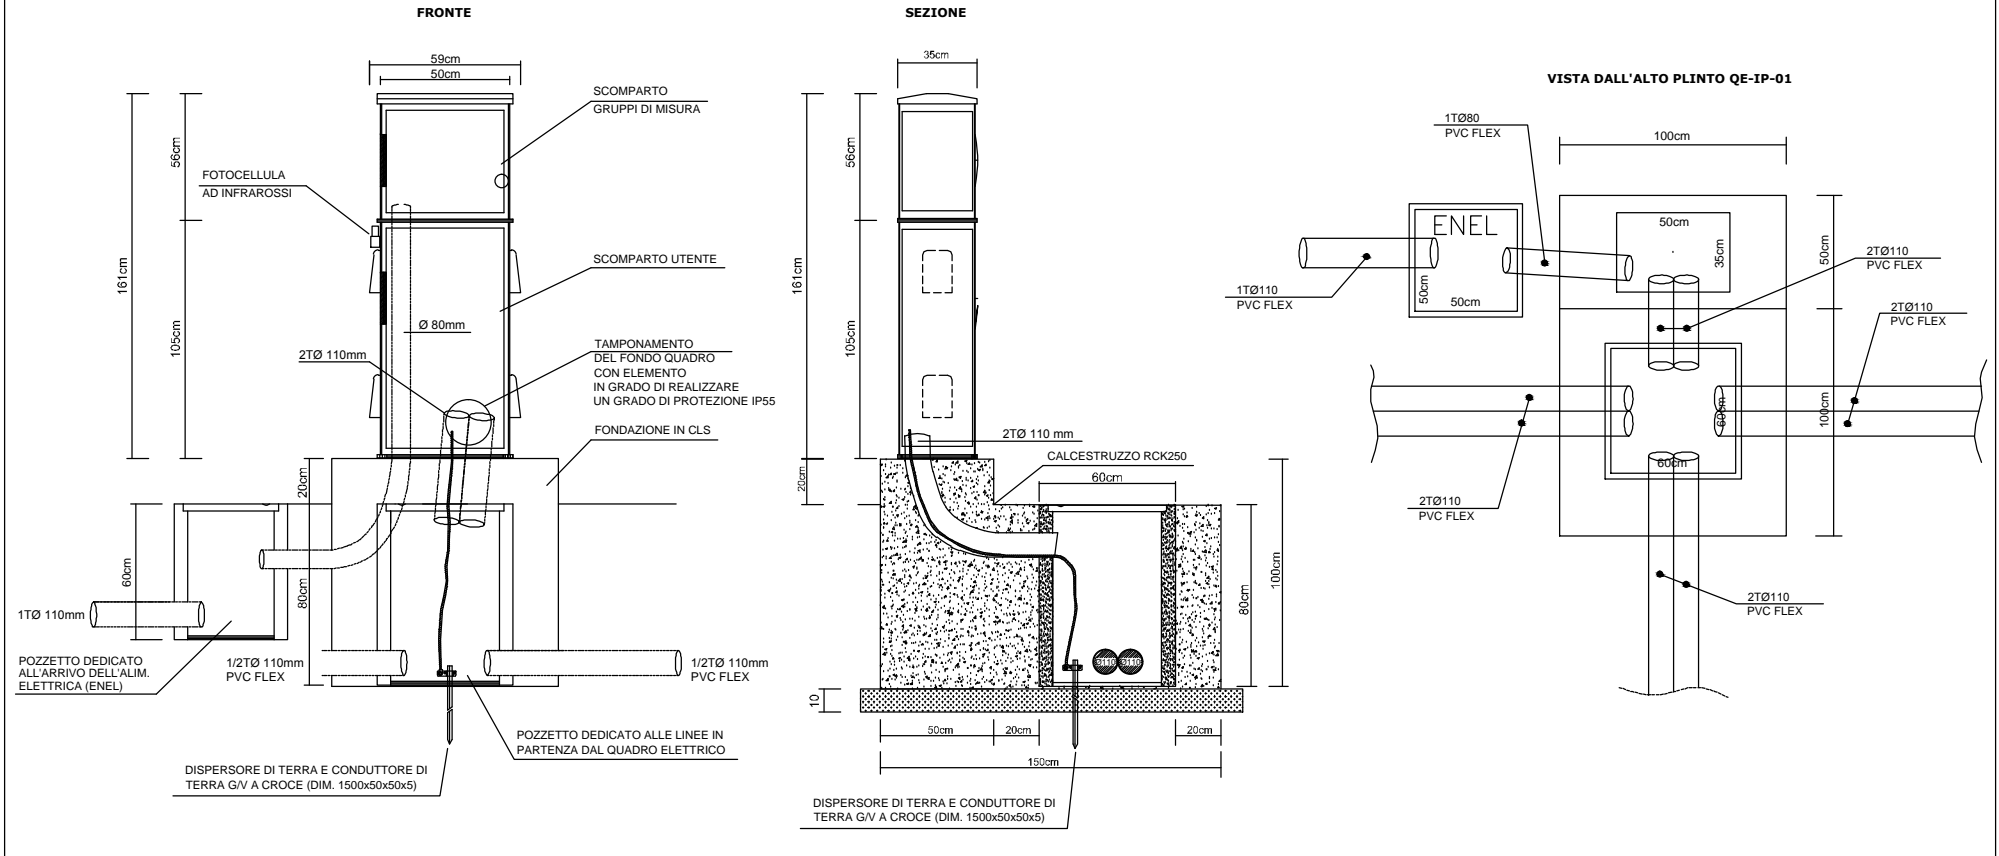 FRONTE
59cm
50cm
SCOMPARTO
GRUPPI DI MISURA
56cm
161cm
FOTOCELLULA
AD INFRAROSSI
SCOMPARTO UTENTE
105cm
Ø 80mm
2TØ 110mm
TAMPONAMENTO
DEL FONDO QUADRO
CON ELEMENTO
IN GRADO DI REALIZZARE
UN GRADO DI PROTEZIONE IP55
FONDAZIONE IN CLS
20cm
60cm
80cm
1TØ 110mm
POZZETTO DEDICATO
ALL'ARRIVO DELL'ALIM.
ELETTRICA (ENEL)
1/2TØ 110mm
PVC FLEX
1/2TØ 110mm
PVC FLEX
POZZETTO DEDICATO ALLE LINEE IN
PARTENZA DAL QUADRO ELETTRICO
DISPERSORE DI TERRA E CONDUTTORE DI
TERRA G/V A CROCE (DIM. 1500x50x50x5)
SEZIONE
35cm
56cm
161cm
105cm
2TØ 110 mm
CALCESTRUZZO RCK250
20cm
60cm
80cm
100cm
Ø110
Ø110
10
50cm
20cm
20cm
150cm
DISPERSORE DI TERRA E CONDUTTORE DI
TERRA G/V A CROCE (DIM. 1500x50x50x5)
VISTA DALL'ALTO PLINTO QE-IP-01
1TØ80
PVC FLEX
100cm
ENEL
50cm
50cm
50cm
35cm
50cm
2TØ110
PVC FLEX
1TØ110
PVC FLEX
2TØ110
PVC FLEX
60cm
60cm
100cm
2TØ110
PVC FLEX
2TØ110
PVC FLEX